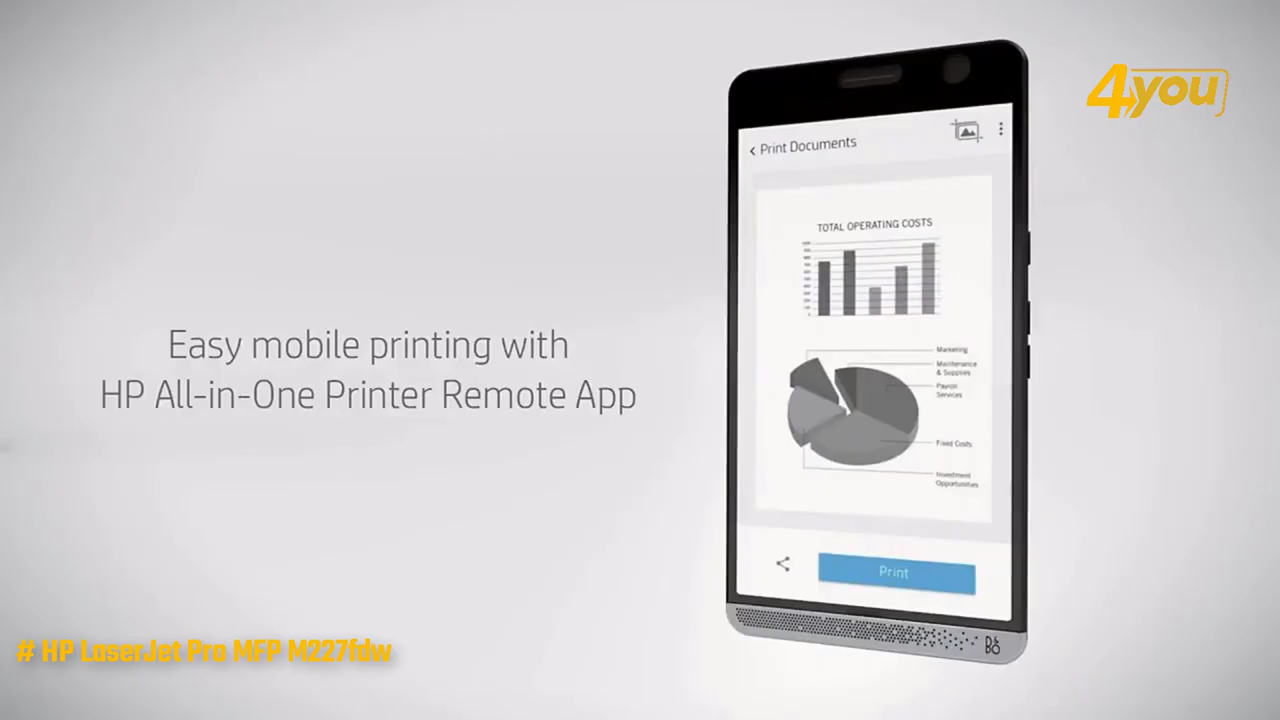 4you
Print Documents
TOTAL OPERATING COSTS
Marketing
Maintenance
& Supplies
Payroll
Services
Fixed Costs
Investment
Opportunities
Easy mobile printing with
HP All-in-One Printer Remote App
Print
B&O
# HP LaserJet Pro MFP M227fdw